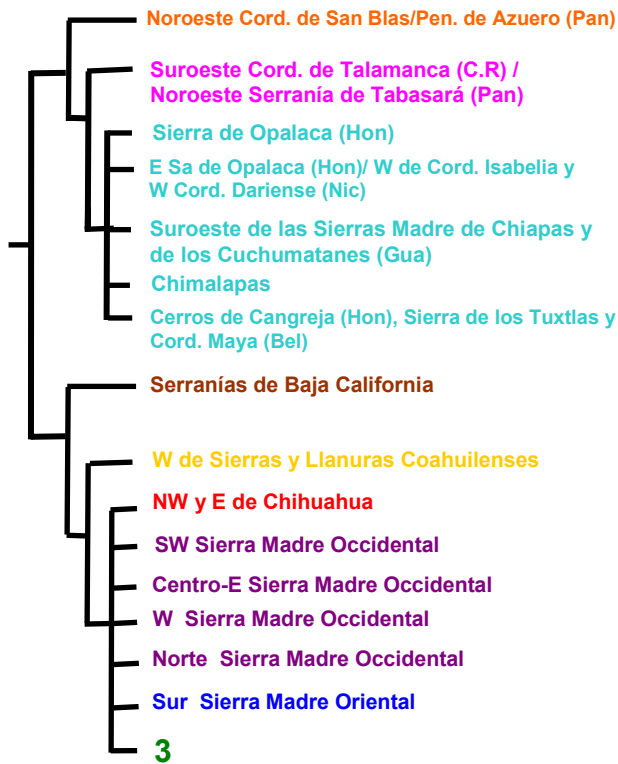 Noroeste Cord. de San Blas/Pen. de Azuero (Pan)
Suroeste Cord. de Talamanca (C.R) /
Noroeste Serranía de Tabasará (Pan)
Sierra de Opalaca (Hon)
E Sa de Opalaca (Hon)/ W de Cord. Isabelia y
W Cord. Dariense (Nic)
Suroeste de las Sierras Madre de Chiapas y
de los Cuchumatanes (Gua)
Chimalapas
Cerros de Cangreja (Hon), Sierra de los Tuxtlas y
Cord. Maya (Bel)
Serranías de Baja California
W de Sierras y Llanuras Coahuilenses
NW y E de Chihuahua
SW Sierra Madre Occidental
Centro-E Sierra Madre Occidental
W Sierra Madre Occidental
Norte Sierra Madre Occidental
Sur Sierra Madre Oriental
3